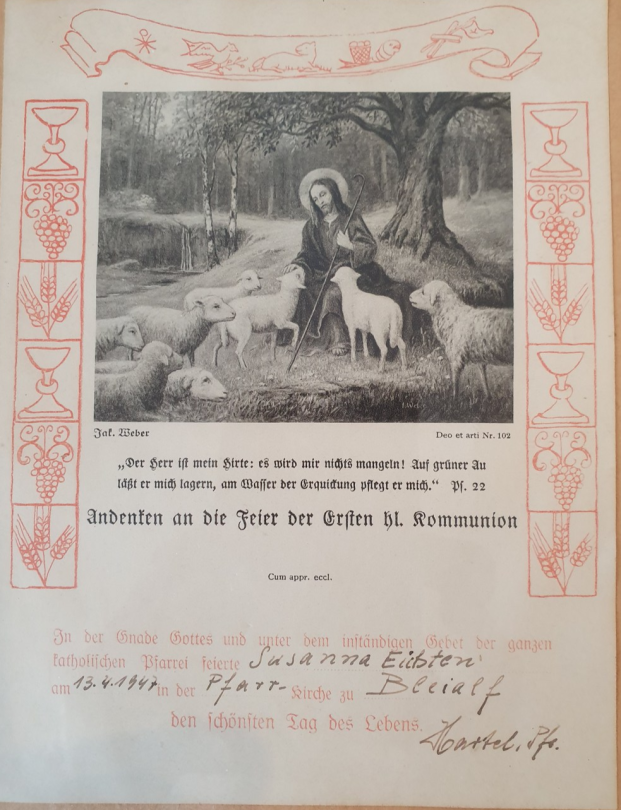 Jak. Weber
Deo et arti Nr. 102
„Der Herr ist mein Hirte: es wird mir nichts mangeln! Auf grüner Au
läßt er mich lagern, am Wasser der Erquickung pflegt er mich.“ Ps. 22
Andenken an die Feier der Ersten hl. Kommunion
Cum appr. eccl.
In der Gnade Gottes und unter dem inständigen Gebet der ganzen
katholischen Pfarrei feierte Susanna
am 13.4.1947 in der Pfarr-Kirche zu Bleialf
den schönsten Tag des Lebens.
Hartel, Pfr.